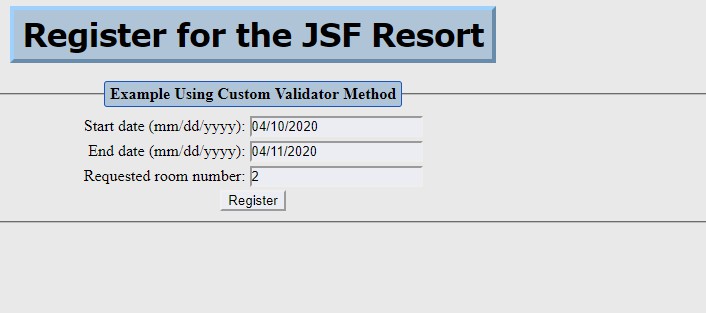 Register for the JSF Resort
Example Using Custom Validator Method
Start date (mm/dd/yyyy): 04/10/2020
End date (mm/dd/yyyy): 04/11/2020
Requested room number: 2
Register